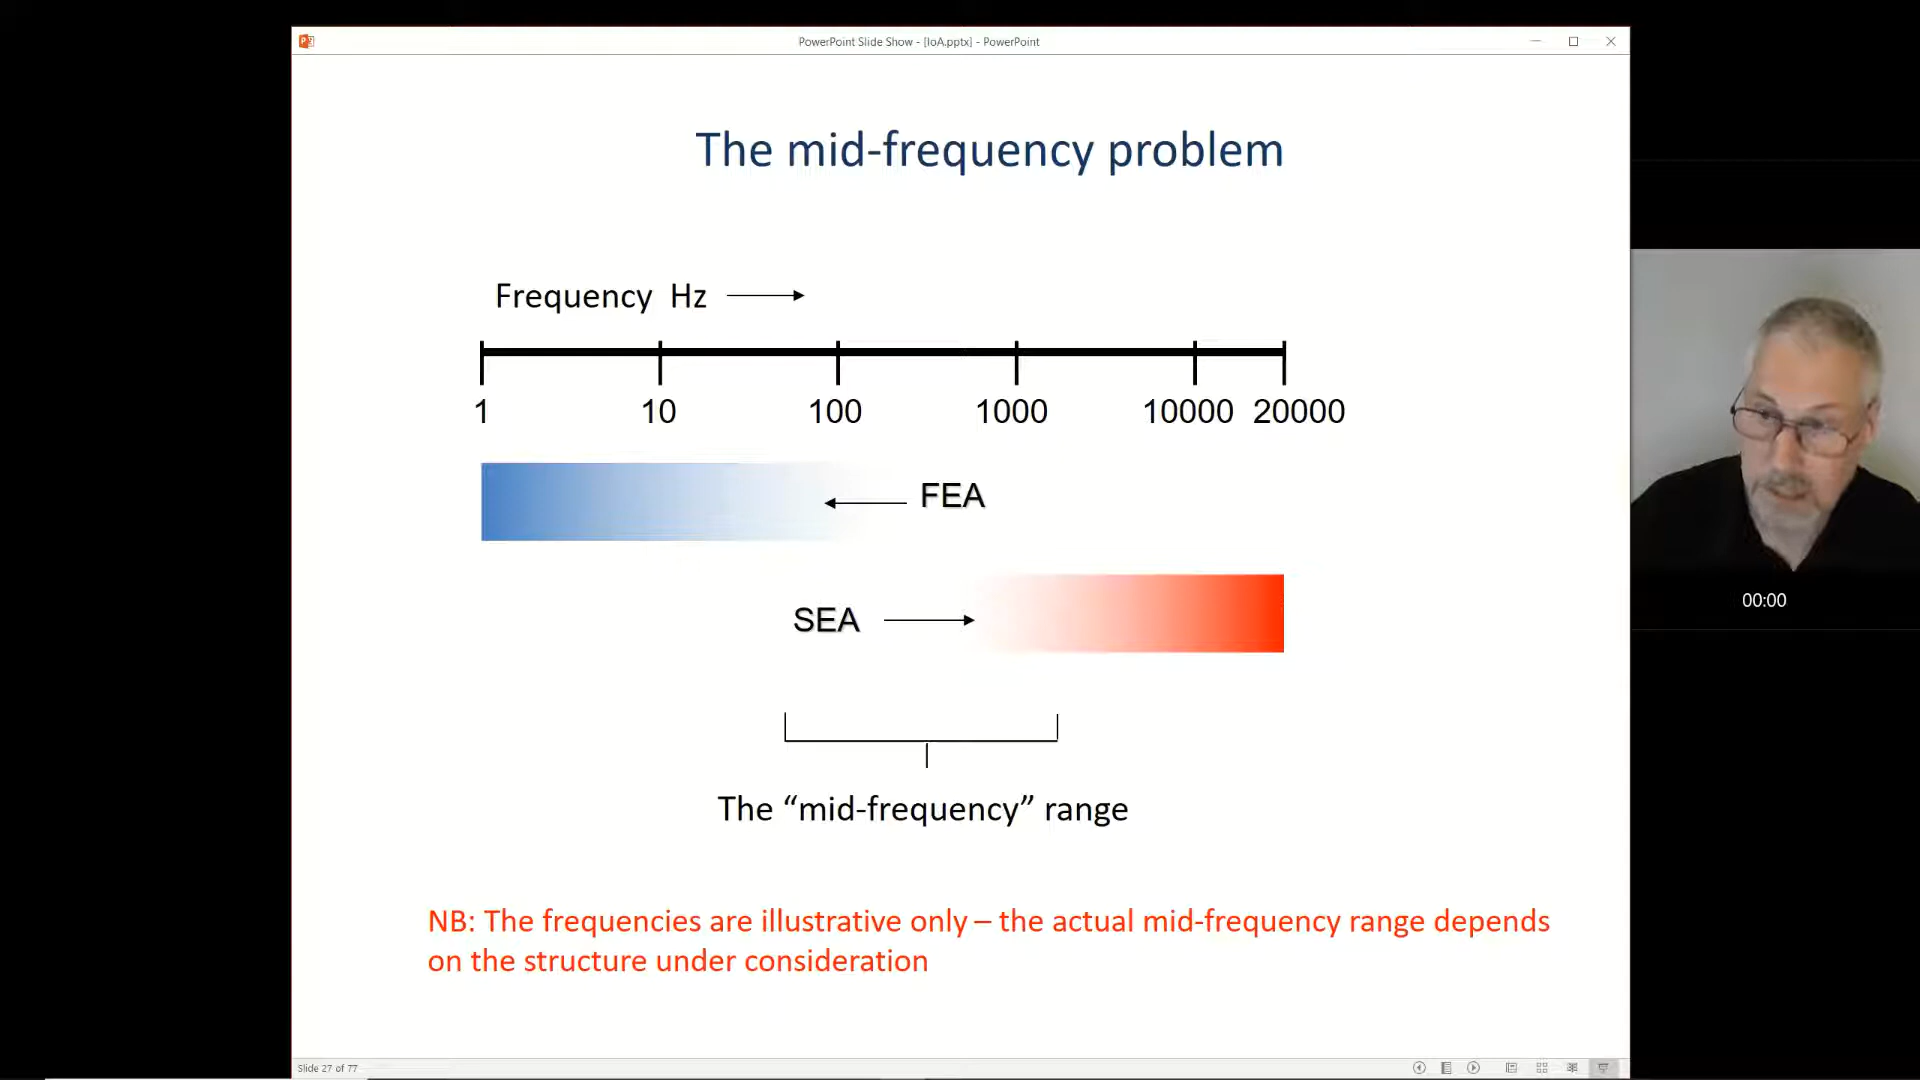 PowerPoint Slide Show - [IoA.pptx] - PowerPoint
The mid-frequency problem
Frequency Hz
1 10 100 1000 10000 20000
FEA
SEA
00:00
The “mid-frequency” range
NB: The frequencies are illustrative only – the actual mid-frequency range depends
on the structure under consideration
Slide 27 of 77